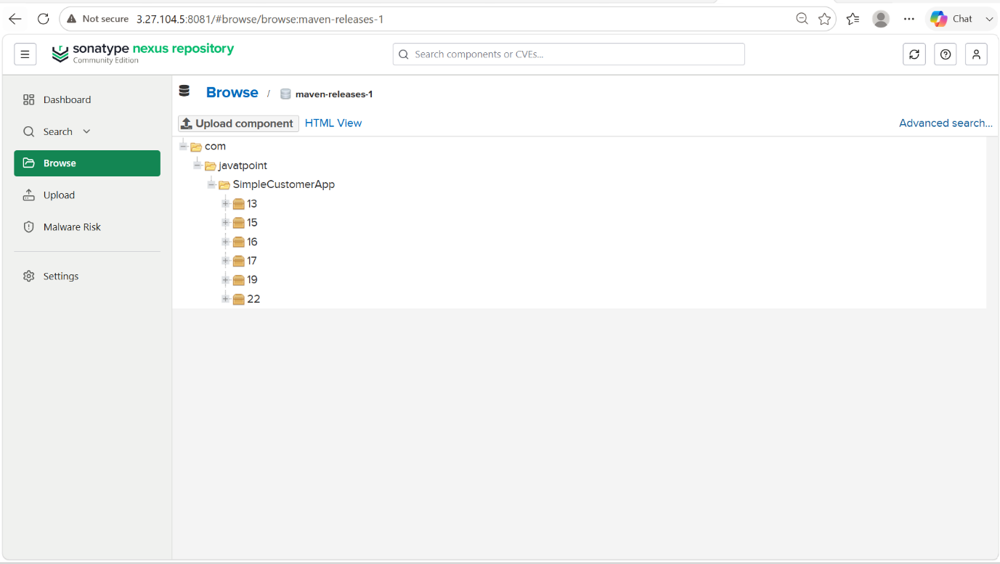 Not secure 3.27.104.5:8081/#browse/browse:maven-releases-1
Chat
sonatype nexus repository
Community Edition
Search components or CVEs...
Dashboard
Search
Browse
Upload
Malware Risk
Settings
Browse / maven-releases-1
Upload component HTML View Advanced search...
com
javatpoint
SimpleCustomerApp
13
15
16
17
19
22